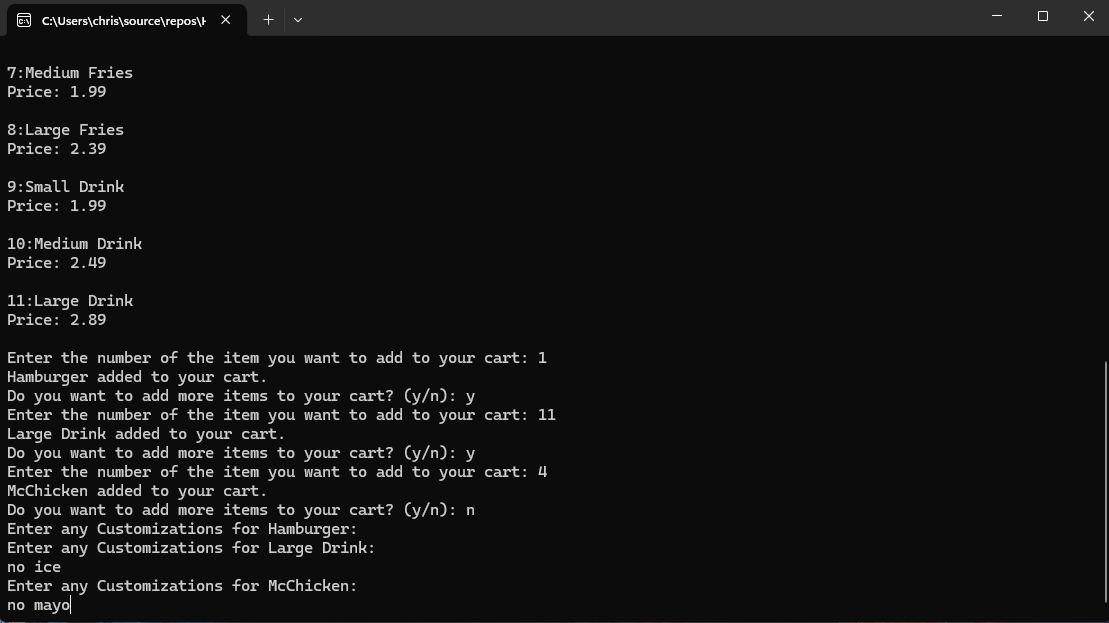 C:\Users\chris\source\repos\H
7:Medium Fries
Price: 1.99
8:Large Fries
Price: 2.39
9:Small Drink
Price: 1.99
10:Medium Drink
Price: 2.49
11:Large Drink
Price: 2.89
Enter the number of the item you want to add to your cart: 1
Hamburger added to your cart.
Do you want to add more items to your cart? (y/n): y
Enter the number of the item you want to add to your cart: 11
Large Drink added to your cart.
Do you want to add more items to your cart? (y/n): y
Enter the number of the item you want to add to your cart: 4
McChicken added to your cart.
Do you want to add more items to your cart? (y/n): n
Enter any Customizations for Hamburger:
Enter any Customizations for Large Drink:
no ice
Enter any Customizations for McChicken:
no mayo